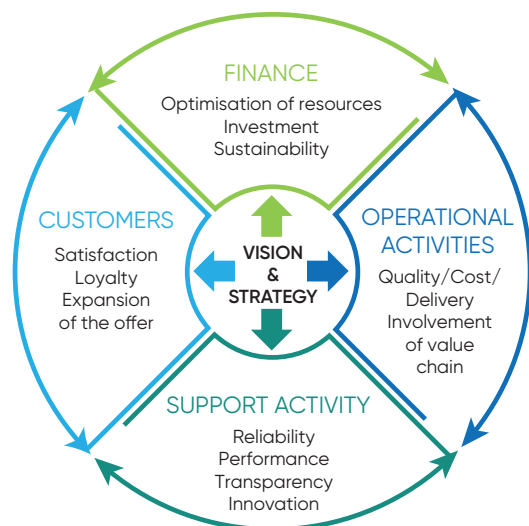 FINANCE
Optimisation of resources
Investment
Sustainability
CUSTOMERS
Satisfaction
Loyalty
Expansion
of the offer
VISION
&
STRATEGY
OPERATIONAL
ACTIVITIES
Quality/Cost/
Delivery
Involvement
of value
chain
SUPPORT ACTIVITY
Reliability
Performance
Transparency
Innovation